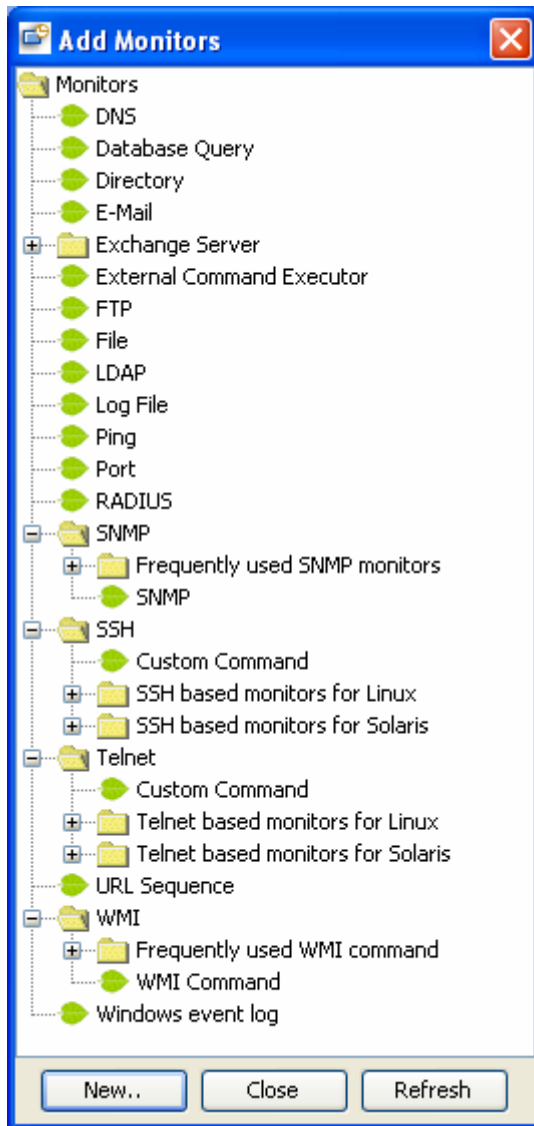 Add Monitors
Monitors
DNS
Database Query
Directory
E-Mail
Exchange Server
External Command Executor
FTP
File
LDAP
Log File
Ping
Port
RADIUS
SNMP
Frequently used SNMP monitors
SNMP
SSH
Custom Command
SSH based monitors for Linux
SSH based monitors for Solaris
Telnet
Custom Command
Telnet based monitors for Linux
Telnet based monitors for Solaris
URL Sequence
WMI
Frequently used WMI command
WMI Command
Windows event log
New.. Close Refresh